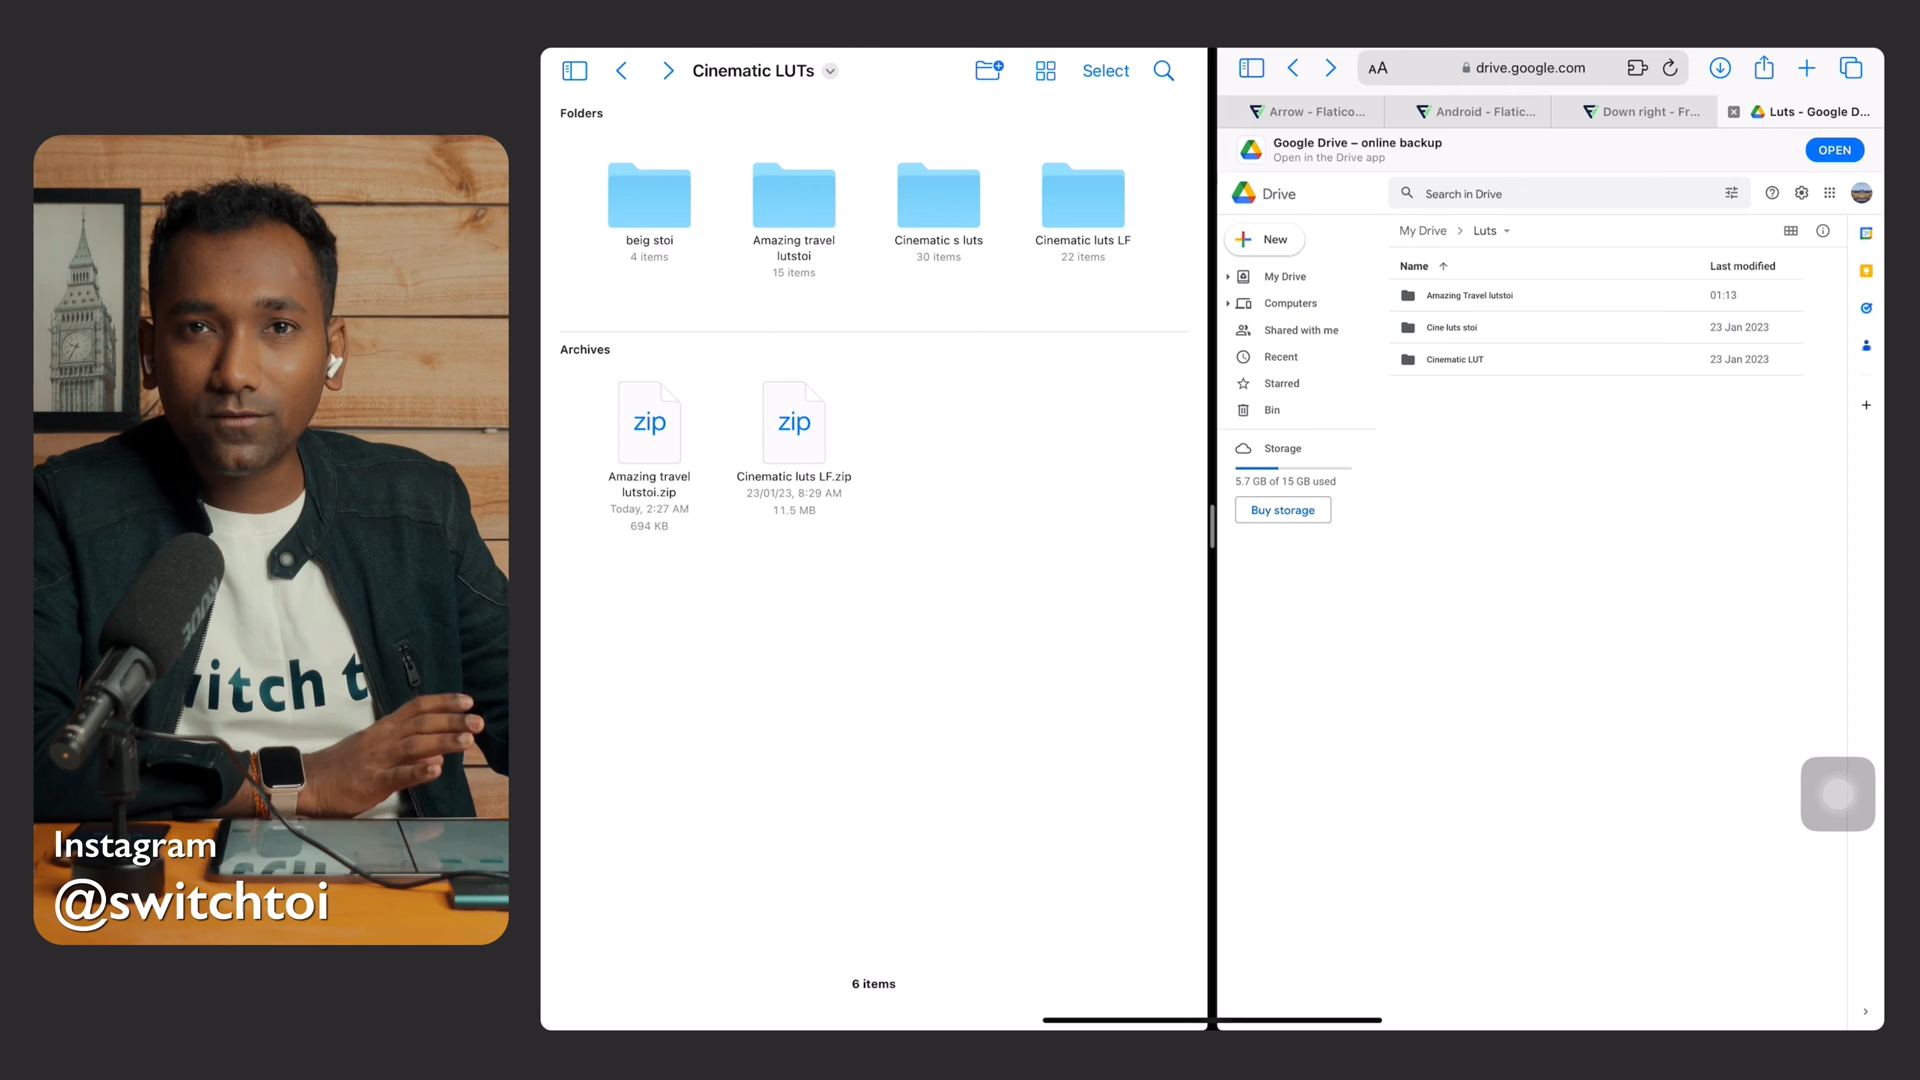 Instagram
@switchtoi
witch t
RODE
Cinematic LUTs
Select
Folders
beig stoi
4 items
Amazing travel
lutstoi
15 items
Cinematic s luts
30 items
Cinematic luts LF
22 items
Archives
zip
Amazing travel
lutstoi.zip
Today, 2:27 AM
694 KB
zip
Cinematic luts LF.zip
23/01/23, 8:29 AM
11.5 MB
6 items
AA
drive.google.com
Arrow - Flatico...
Android - Flatic...
Down right - Fr...
Luts - Google D...
Google Drive – online backup
Open in the Drive app
OPEN
Drive
Search in Drive
New
My Drive
Computers
Shared with me
Recent
Starred
Bin
Storage
5.7 GB of 15 GB used
Buy storage
My Drive > Luts
Name
Last modified
Amazing Travel lutstoi
01:13
Cine luts stoi
23 Jan 2023
Cinematic LUT
23 Jan 2023